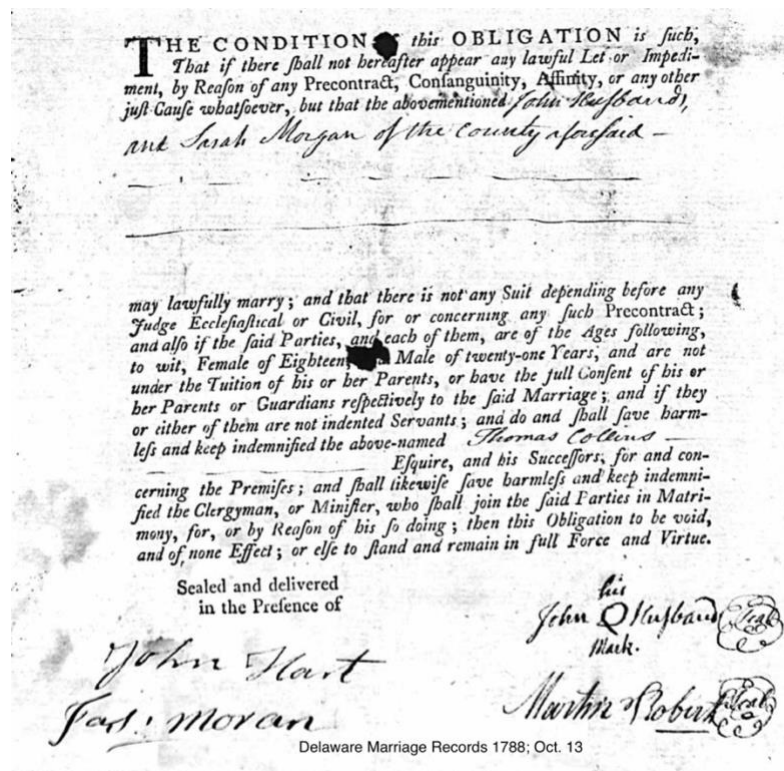 THE CONDITION this OBLIGATION is ſuch,
That if there ſhall not hereafter appear any lawful Let or Impedi-
ment, by Reaſon of any Precontract, Conſanguinity, Affinity, or any other
juſt Cauſe whatſoever, but that the abovementioned John Husband,
and Sarah Morgan of the County aforsaid —
may lawfully marry; and that there is not any Suit depending before any
Judge Eccleſiaſtical or Civil, for or concerning any ſuch Precontract;
and alſo if the ſaid Parties, and each of them, are of the Ages following,
to wit, Female of Eighteen, Male of twenty-one Years, and are not
under the Tuition of his or her Parents, or have the full Conſent of his or
her Parents or Guardians reſpectively to the ſaid Marriage; and if they
or either of them are not indented Servants; and do and ſhall ſave harm-
leſs and keep indemnified the above-named Thomas Collins —
Eſquire, and his Succeſſors, for and con-
cerning the Premiſes; and ſhall likewiſe ſave harmleſs and keep indemni-
fied the Clergyman, or Miniſter, who ſhall join the ſaid Parties in Matri-
mony, for, or by Reaſon of his ſo doing; then this Obligation to be void,
and of none Effect; or elſe to ſtand and remain in full Force and Virtue.
Sealed and delivered
in the Preſence of
his
John O Husband Seal
Mark.
John Hart
Martin Robert Seal
Jas. Moran
Delaware Marriage Records 1788; Oct. 13